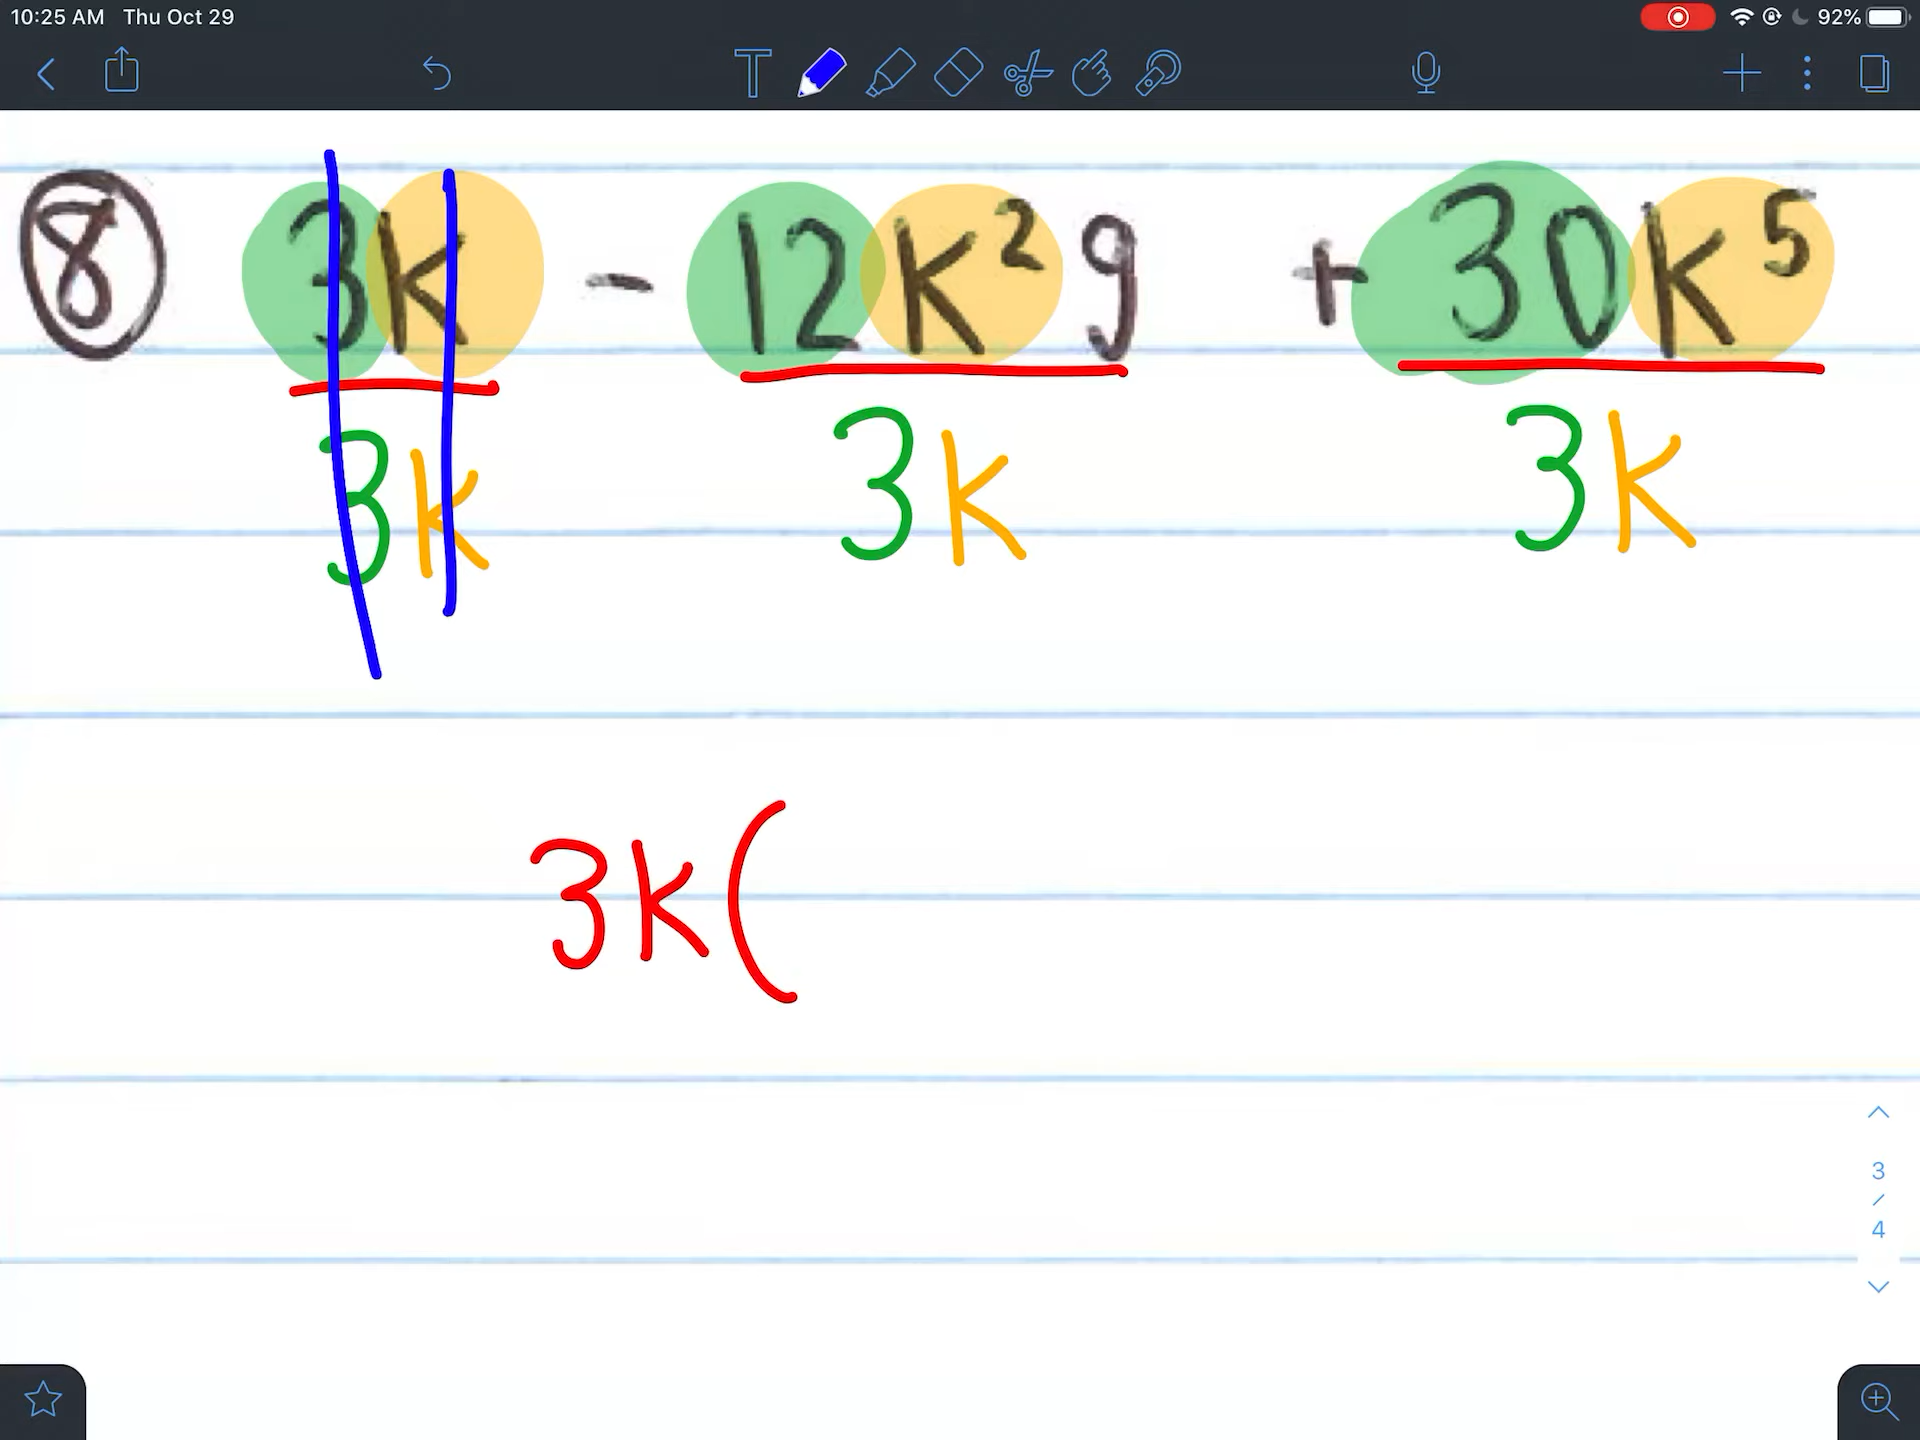 10:25 AM Thu Oct 29 92%
T
8 3k - 12k²g + 30k⁵
3k 3k 3k
3k(
3
/
4